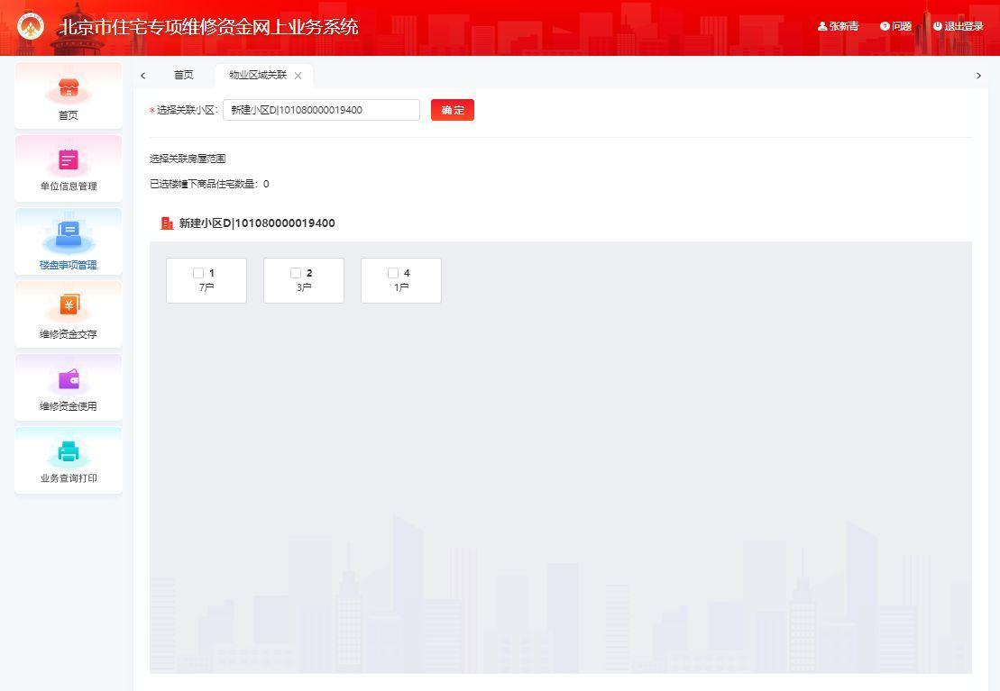 北京市住宅专项维修资金网上业务系统
张新青 问题 退出登录
首页 物业区域关联
首页
单位信息管理
楼盘事项管理
维修资金交存
维修资金使用
业务查询打印
*选择关联小区: 新建小区D|101080000019400 确 定
选择关联房屋范围
已选楼幢下商品住宅数量: 0
新建小区D|101080000019400
1
7户
2
3户
4
1户